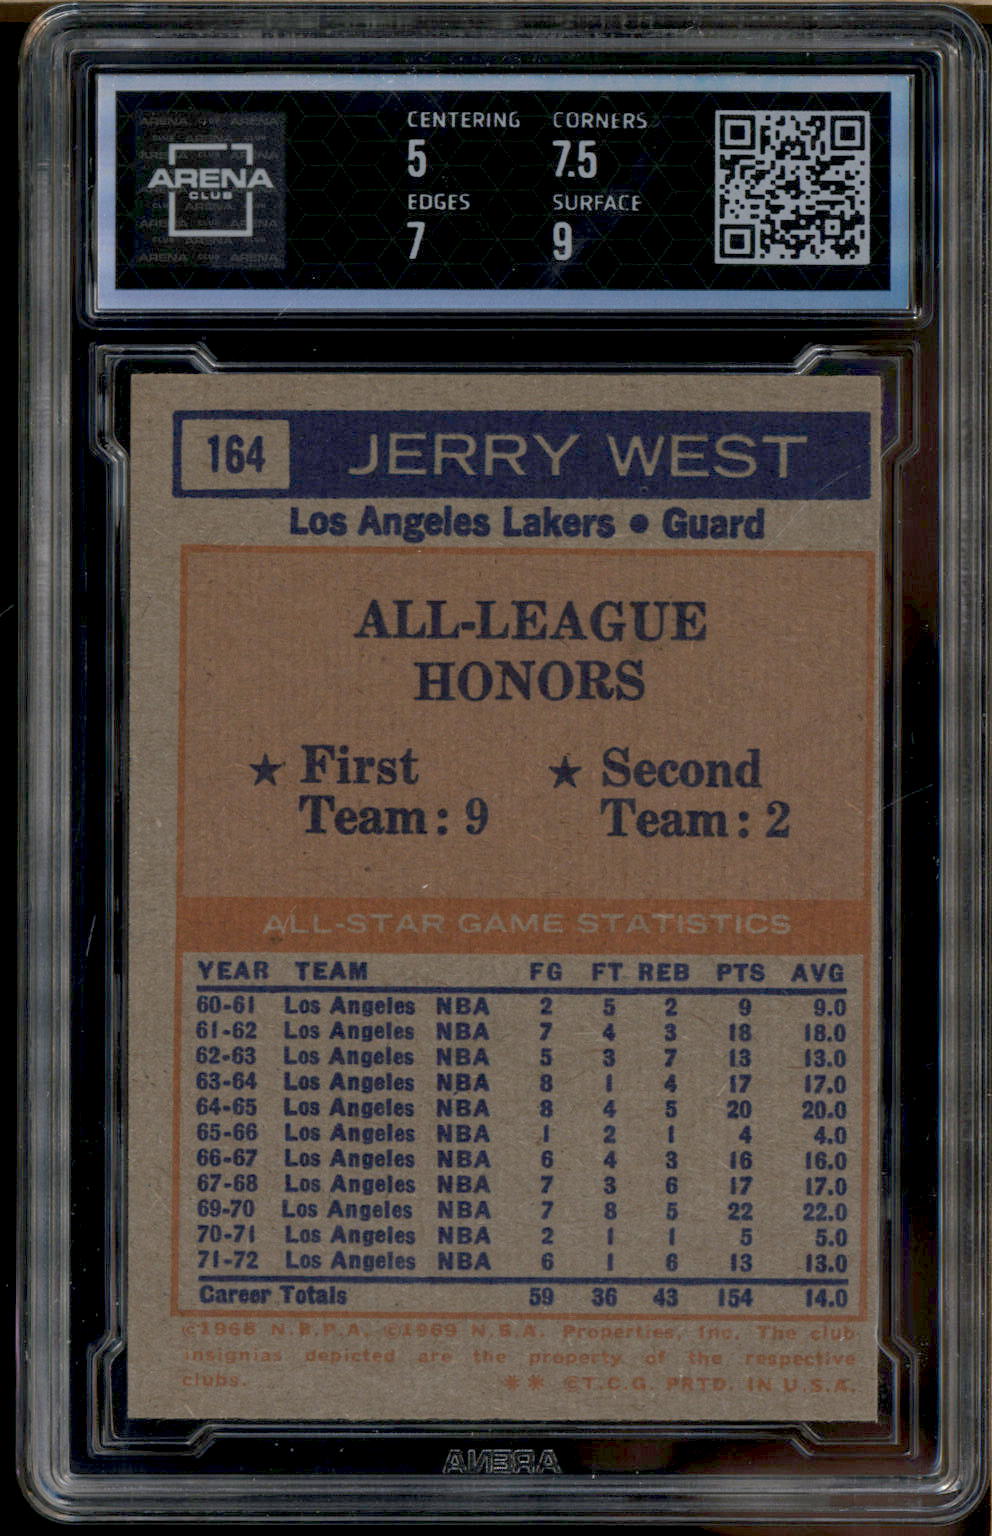 ARENA
CLUB
CENTERING CORNERS
5 7.5
EDGES SURFACE
7 9
164 JERRY WEST
Los Angeles Lakers • Guard
ALL-LEAGUE
HONORS
★ First ★ Second
Team: 9 Team: 2
ALL-STAR GAME STATISTICS
YEAR TEAM FG FT REB PTS AVG
60-61 Los Angeles NBA 2 5 2 9 9.0
61-62 Los Angeles NBA 7 4 3 18 18.0
62-63 Los Angeles NBA 5 3 7 13 13.0
63-64 Los Angeles NBA 8 1 4 17 17.0
64-65 Los Angeles NBA 8 4 5 20 20.0
65-66 Los Angeles NBA 1 2 1 4 4.0
66-67 Los Angeles NBA 6 4 3 16 16.0
67-68 Los Angeles NBA 7 3 6 17 17.0
69-70 Los Angeles NBA 7 8 5 22 22.0
70-71 Los Angeles NBA 2 1 1 5 5.0
71-72 Los Angeles NBA 6 1 6 13 13.0
Career Totals 59 36 43 154 14.0
©1968 N.B.P.A. ©1969 N.B.A. Properties, Inc. The club
insignias depicted are the property of the respective
clubs. ** ©T.C.G. PRTD. IN U.S.A.
ARENA